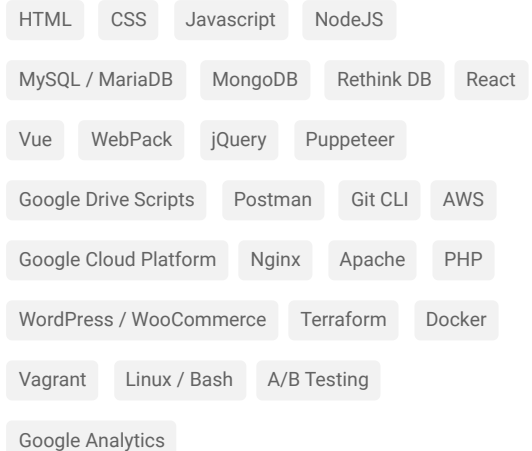 HTML CSS Javascript NodeJS
MySQL / MariaDB MongoDB Rethink DB React
Vue WebPack jQuery Puppeteer
Google Drive Scripts Postman Git CLI AWS
Google Cloud Platform Nginx Apache PHP
WordPress / WooCommerce Terraform Docker
Vagrant Linux / Bash A/B Testing
Google Analytics